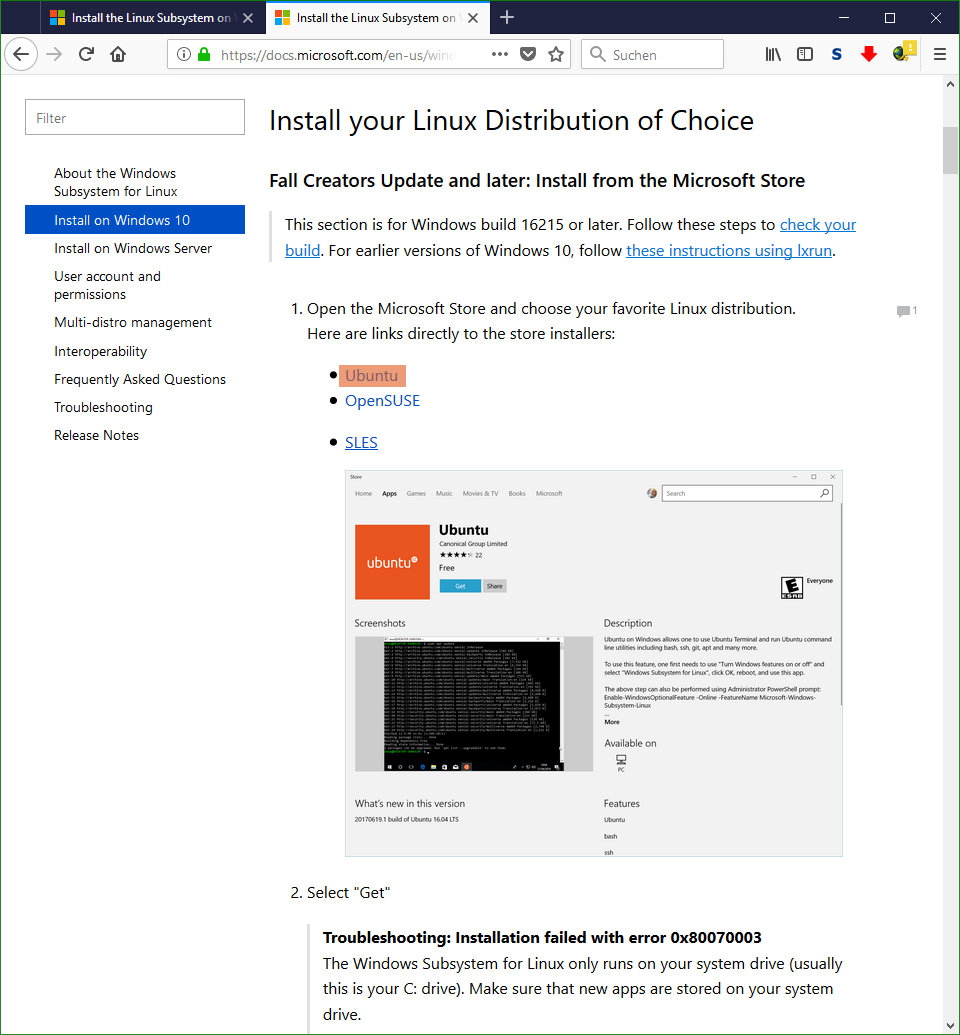 Install the Linux Subsystem on
Install the Linux Subsystem on
https://docs.microsoft.com/en-us/wind
Suchen
S
Filter
About the Windows
Subsystem for Linux
Install on Windows 10
Install on Windows Server
User account and
permissions
Multi-distro management
Interoperability
Frequently Asked Questions
Troubleshooting
Release Notes
Install your Linux Distribution of Choice
Fall Creators Update and later: Install from the Microsoft Store
This section is for Windows build 16215 or later. Follow these steps to check your
build. For earlier versions of Windows 10, follow these instructions using lxrun.
1. Open the Microsoft Store and choose your favorite Linux distribution.
1
Here are links directly to the store installers:
• Ubuntu
• OpenSUSE
• SLES
Store
Home Apps Games Music Movies & TV Books Microsoft
Search
ubuntu
Ubuntu
Canonical Group Limited
★★★★ 22
Free
Get Share
E
ESRB
Everyone
Screenshots
Description
Ubuntu on Windows allows one to use Ubuntu Terminal and run Ubuntu command
line utilities including bash, ssh, git, apt and many more.
To use this feature, one first needs to use "Turn Windows features on or off" and
select "Windows Subsystem for Linux", click OK, reboot, and use this app.
The above step can also be performed using Administrator PowerShell prompt:
Enable-WindowsOptionalFeature -Online -FeatureName Microsoft-Windows-
Subsystem-Linux
...
More
Available on
PC
What's new in this version
20170619.1 build of Ubuntu 16.04 LTS
Features
Ubuntu
bash
ssh
2. Select "Get"
Troubleshooting: Installation failed with error 0x80070003
The Windows Subsystem for Linux only runs on your system drive (usually
this is your C: drive). Make sure that new apps are stored on your system
drive.